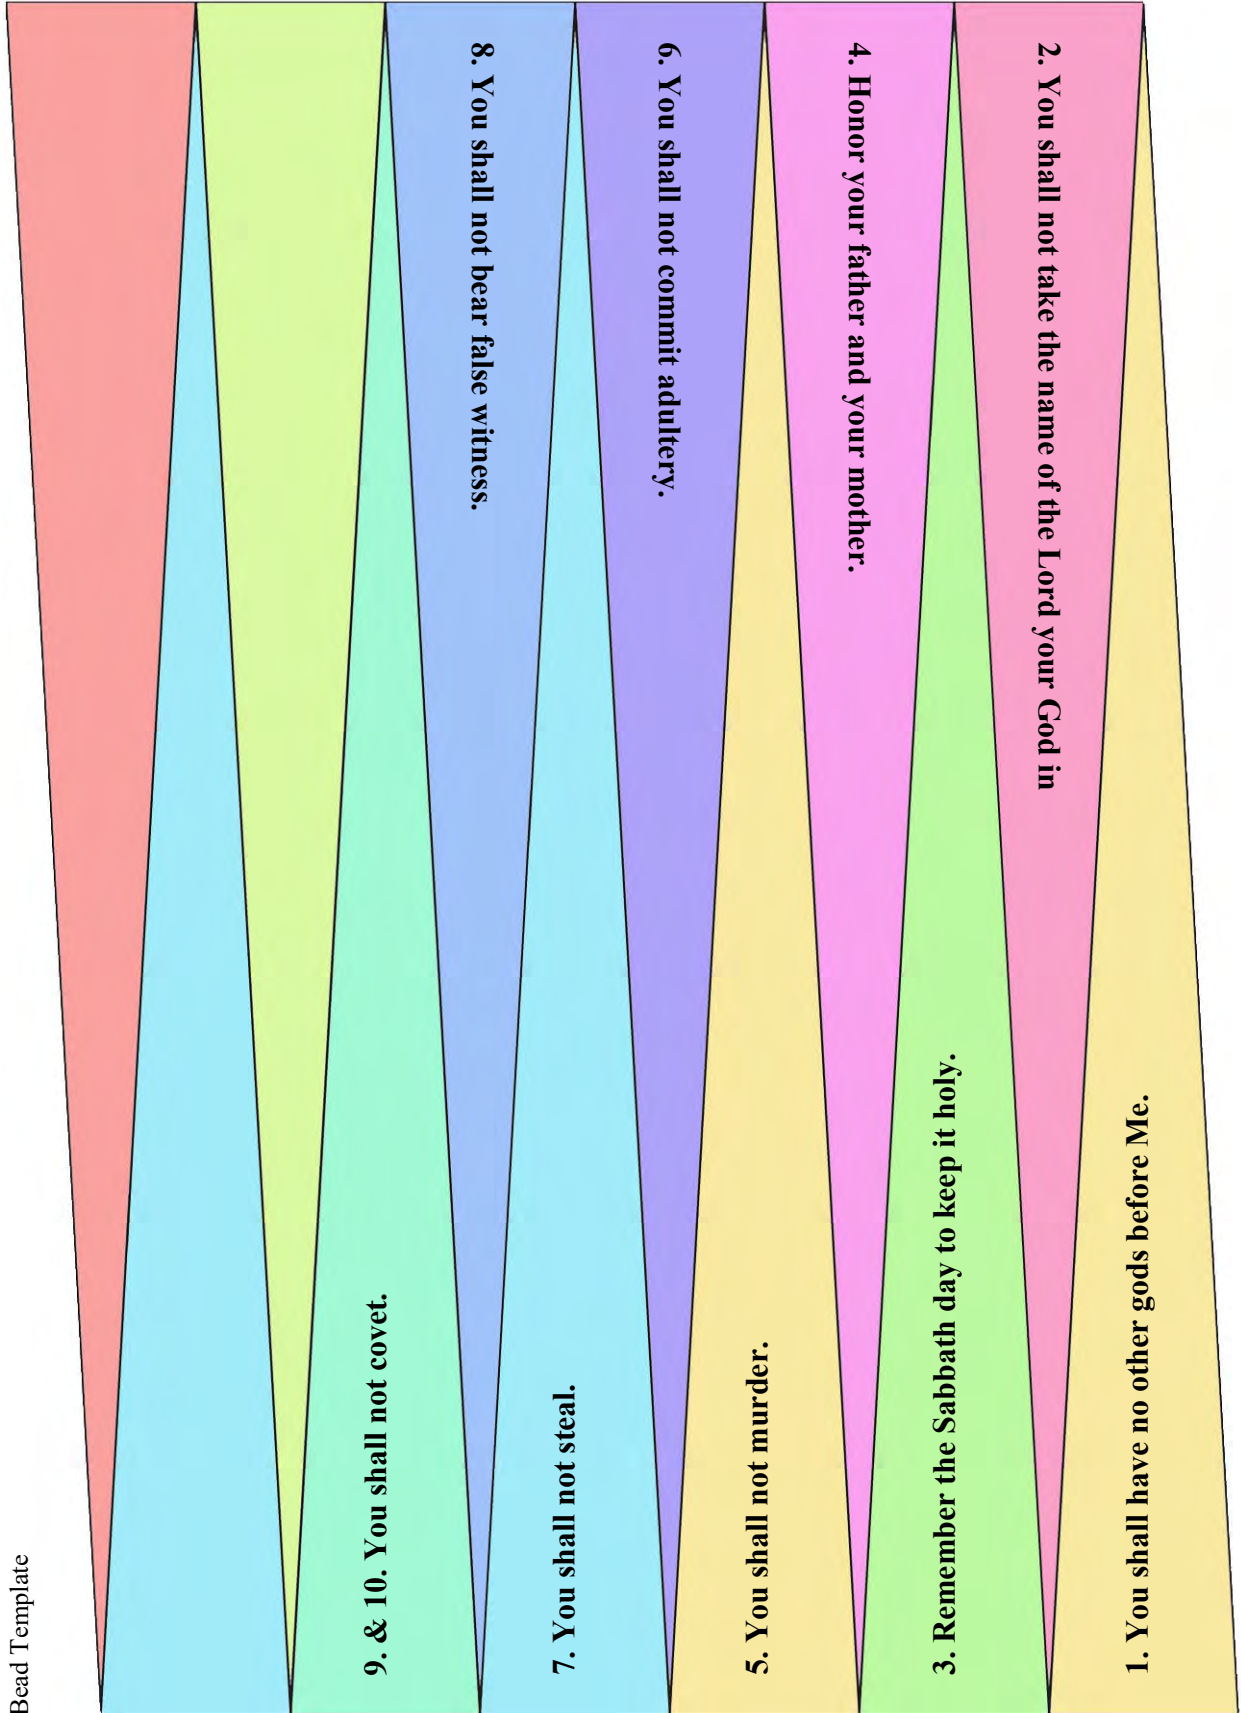 Bead Template
1. You shall have no other gods before Me.
2. You shall not take the name of the Lord your God in
3. Remember the Sabbath day to keep it holy.
4. Honor your father and your mother.
5. You shall not murder.
6. You shall not commit adultery.
7. You shall not steal.
8. You shall not bear false witness.
9. & 10. You shall not covet.